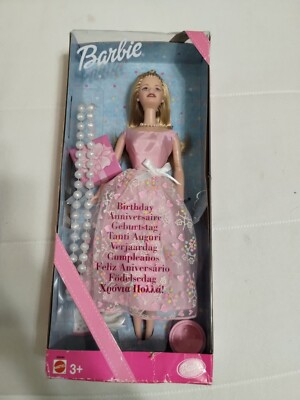 Barbie
Birthday
Anniversaire
Geburtstag
Tanti Auguri
Verjaardag
Cumpleaños
Feliz Aniversário
Födelsedag
Χρόνια Πολλά!
3+